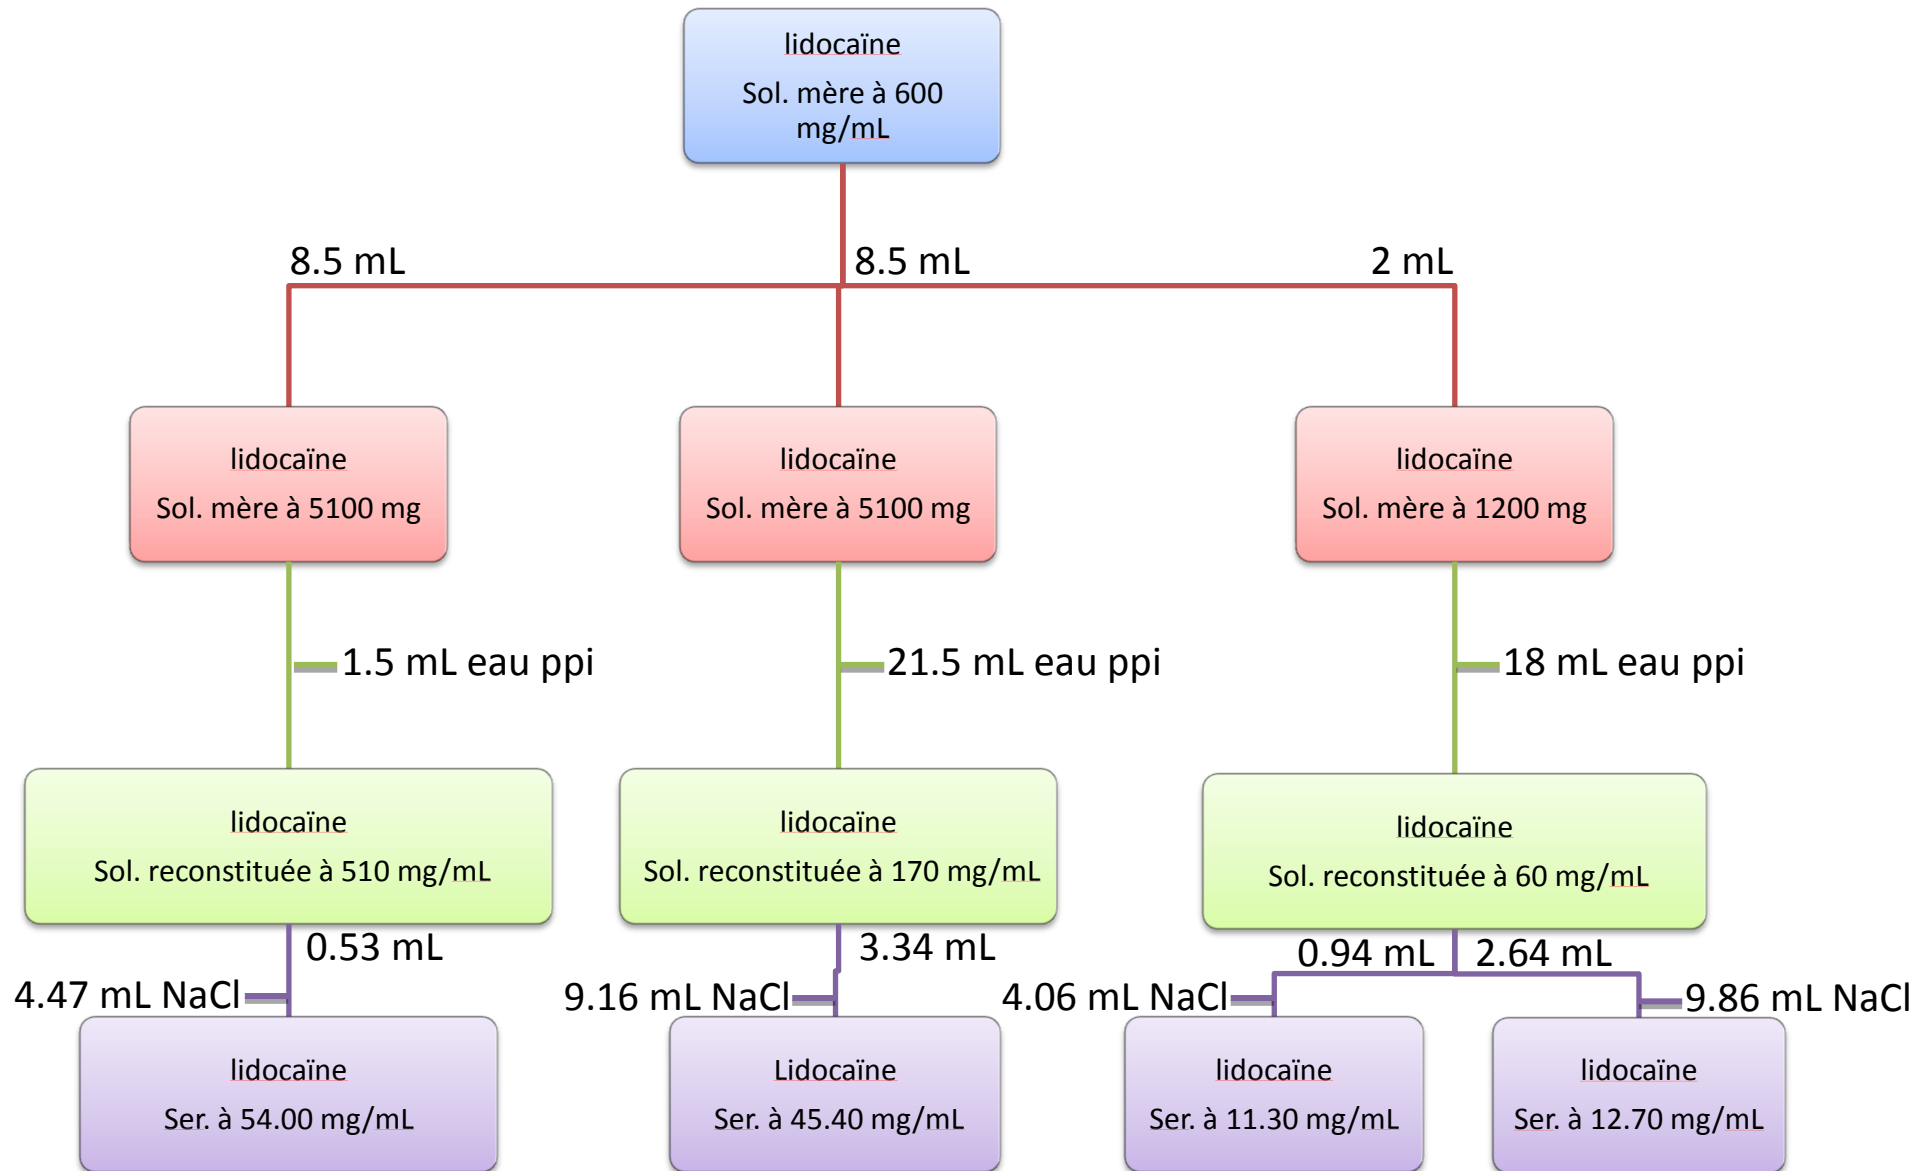 lidocaïne
Sol. mère à 600
mg/mL
8.5 mL
8.5 mL
2 mL
lidocaïne
Sol. mère à 5100 mg
lidocaïne
Sol. mère à 5100 mg
lidocaïne
Sol. mère à 1200 mg
1.5 mL eau ppi
21.5 mL eau ppi
18 mL eau ppi
lidocaïne
Sol. reconstituée à 510 mg/mL
lidocaïne
Sol. reconstituée à 170 mg/mL
lidocaïne
Sol. reconstituée à 60 mg/mL
0.53 mL
3.34 mL
0.94 mL
2.64 mL
4.47 mL NaCl
9.16 mL NaCl
4.06 mL NaCl
9.86 mL NaCl
lidocaïne
Ser. à 54.00 mg/mL
Lidocaïne
Ser. à 45.40 mg/mL
lidocaïne
Ser. à 11.30 mg/mL
lidocaïne
Ser. à 12.70 mg/mL